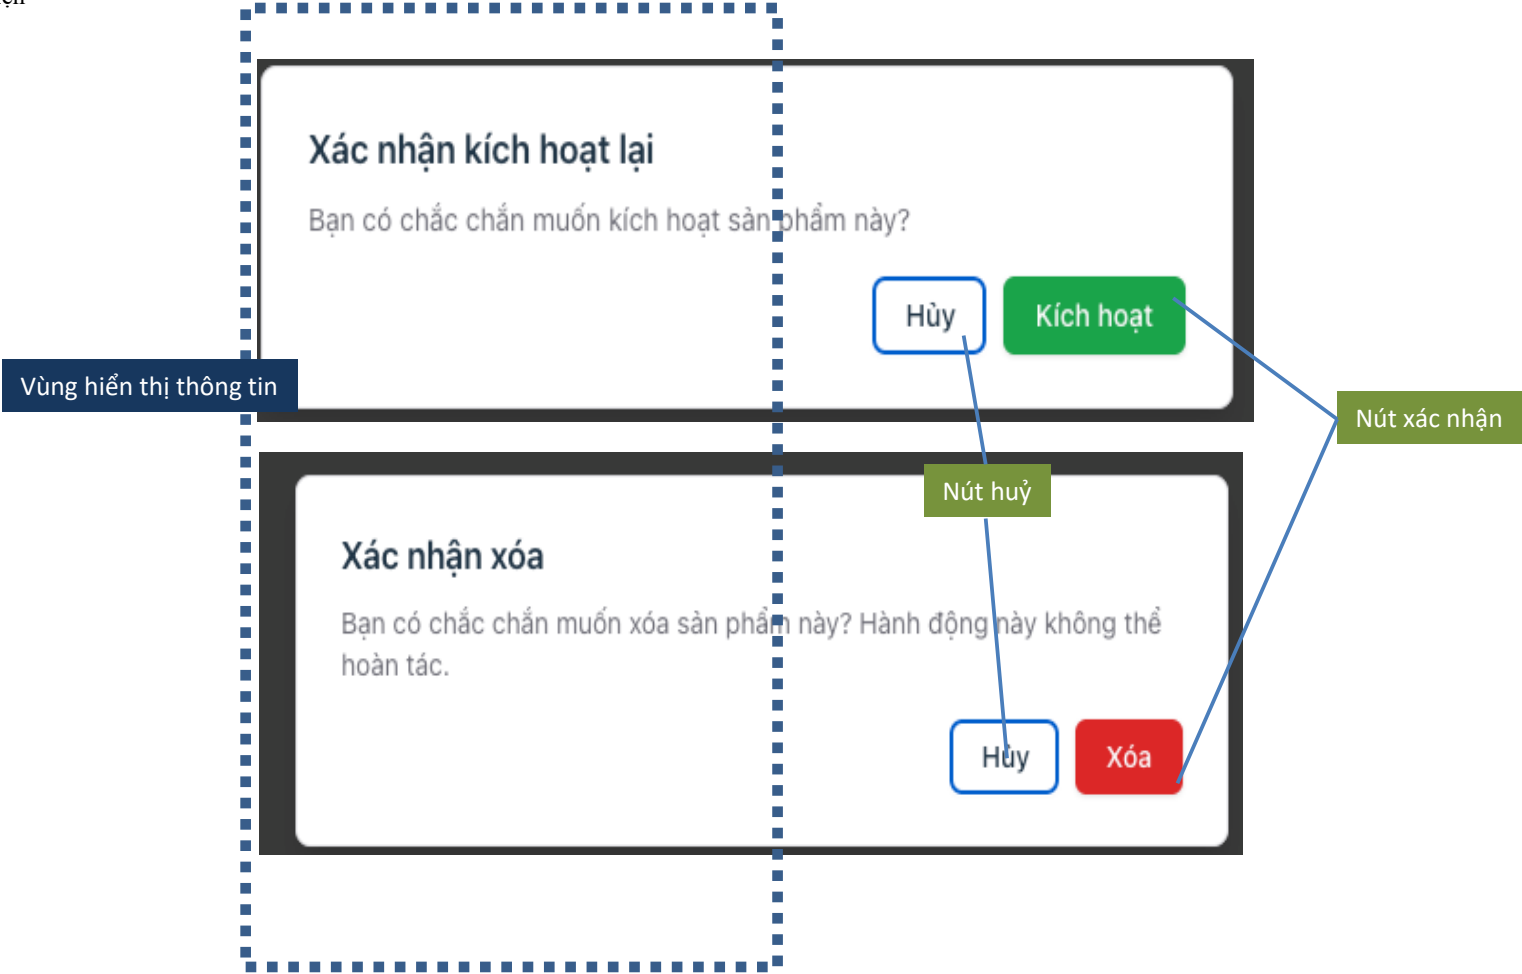 Xác nhận kích hoạt lại
Bạn có chắc chắn muốn kích hoạt sản phẩm này?
Hủy
Kích hoạt
Vùng hiển thị thông tin
Nút xác nhận
Nút huỷ
Xác nhận xóa
Bạn có chắc chắn muốn xóa sản phẩm này? Hành động này không thể
hoàn tác.
Hủy
Xóa